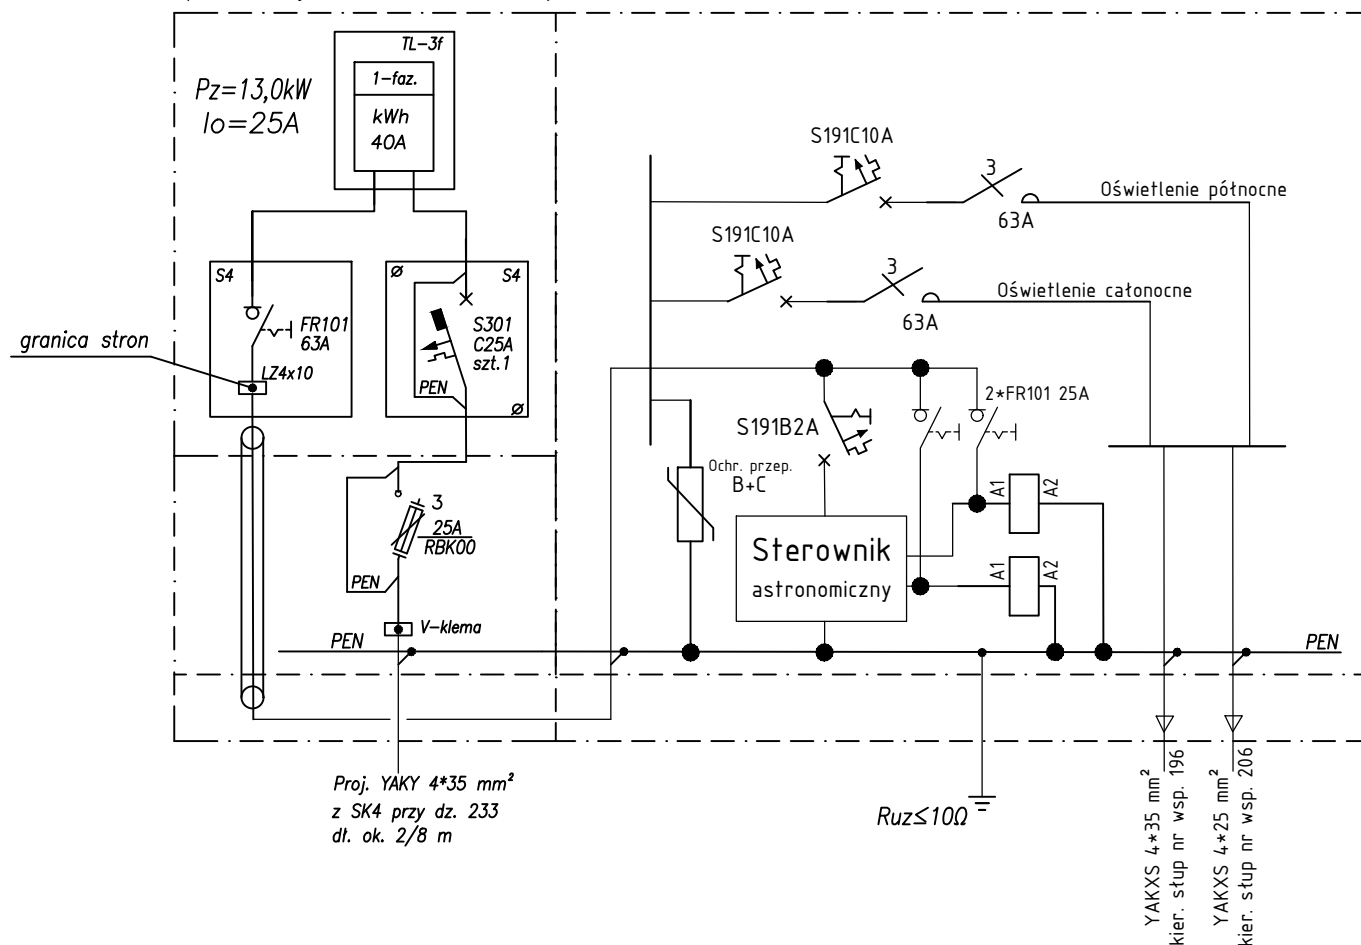 TL-3f
1-faz.
kWh
40A
Pz=13,0kW
Io=25A
S4
FR101
63A
LZ4x10
granica stron
S4
S301
C25A
szt.1
PEN
3
25A
RBK00
PEN
V-klema
PEN
Proj. YAKY 4*35 mm²
z SK4 przy dz. 233
dł. ok. 2/8 m
S191C10A
3
63A
Oświetlenie północne
S191C10A
3
63A
Oświetlenie całonocne
2*FR101 25A
S191B2A
Ochr. przep.
B+C
Sterownik
astronomiczny
A1
A2
A1
A2
PEN
Ruz≤10Ω
YAKXS 4*35 mm²
kier. słup nr wsp. 196
YAKXS 4*25 mm²
kier. słup nr wsp. 206